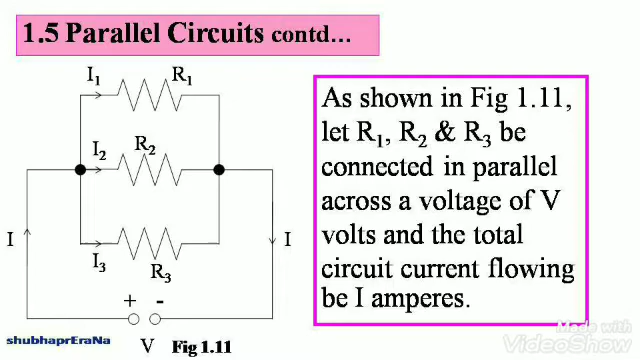 1.5 Parallel Circuits contd...
I₁
R₁
I₂
R₂
I
I
I₃
R₃
+ -
V
Fig 1.11
shubhaprEraNa
As shown in Fig 1.11,
let R₁, R₂ & R₃ be
connected in parallel
across a voltage of V
volts and the total
circuit current flowing
be I amperes.
Made with
VideoShow